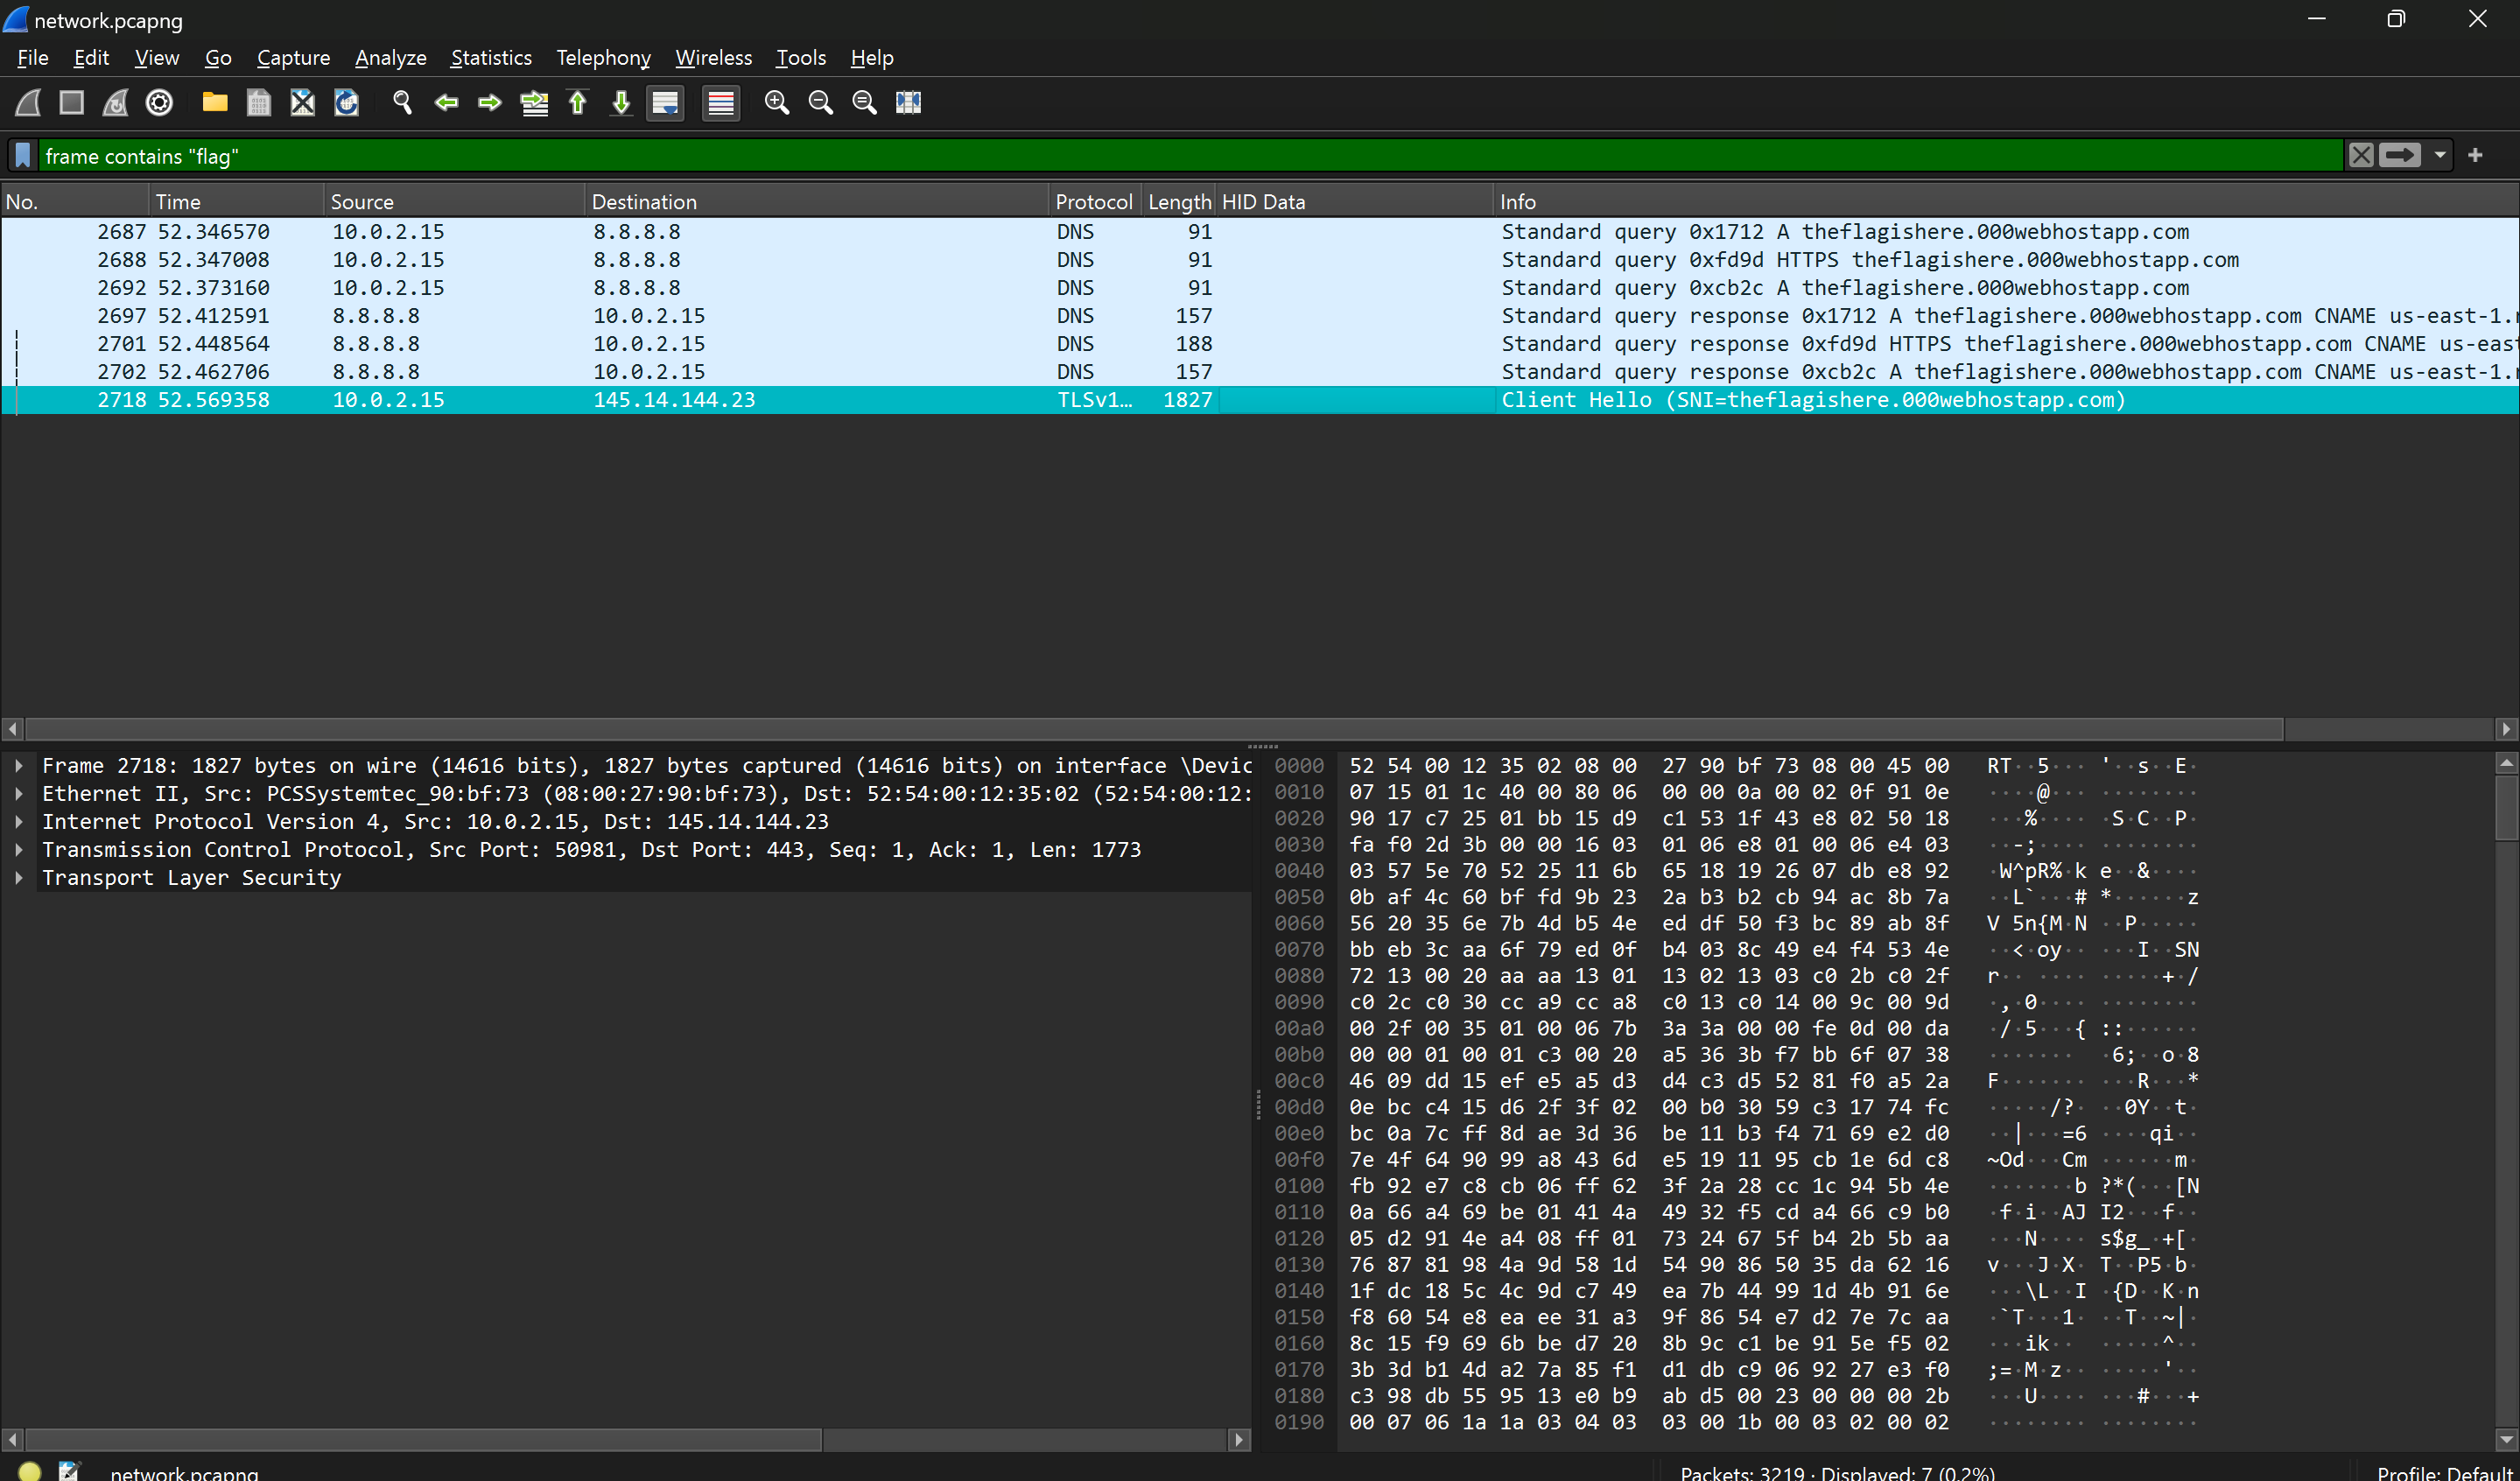 network.pcapng
File Edit View Go Capture Analyze Statistics Telephony Wireless Tools Help
frame contains "flag"
No. Time Source Destination Protocol Length HID Data Info
2687 52.346570 10.0.2.15 8.8.8.8 DNS 91 Standard query 0x1712 A theflagishere.000webhostapp.com
2688 52.347008 10.0.2.15 8.8.8.8 DNS 91 Standard query 0xfd9d HTTPS theflagishere.000webhostapp.com
2692 52.373160 10.0.2.15 8.8.8.8 DNS 91 Standard query 0xcb2c A theflagishere.000webhostapp.com
2697 52.412591 8.8.8.8 10.0.2.15 DNS 157 Standard query response 0x1712 A theflagishere.000webhostapp.com CNAME us-east-1.
2701 52.448564 8.8.8.8 10.0.2.15 DNS 188 Standard query response 0xfd9d HTTPS theflagishere.000webhostapp.com CNAME us-eas
2702 52.462706 8.8.8.8 10.0.2.15 DNS 157 Standard query response 0xcb2c A theflagishere.000webhostapp.com CNAME us-east-1.
2718 52.569358 10.0.2.15 145.14.144.23 TLSv1… 1827 Client Hello (SNI=theflagishere.000webhostapp.com)
Frame 2718: 1827 bytes on wire (14616 bits), 1827 bytes captured (14616 bits) on interface \Devic
Ethernet II, Src: PCSSystemtec_90:bf:73 (08:00:27:90:bf:73), Dst: 52:54:00:12:35:02 (52:54:00:12:
Internet Protocol Version 4, Src: 10.0.2.15, Dst: 145.14.144.23
Transmission Control Protocol, Src Port: 50981, Dst Port: 443, Seq: 1, Ack: 1, Len: 1773
Transport Layer Security
0000 52 54 00 12 35 02 08 00 27 90 bf 73 08 00 45 00 RT··5··· '··s··E·
0010 07 15 01 1c 40 00 80 06 00 00 0a 00 02 0f 91 0e ····@··· ········
0020 90 17 c7 25 01 bb 15 d9 c1 53 1f 43 e8 02 50 18 ···%···· ·S·C··P·
0030 fa f0 2d 3b 00 00 16 03 01 06 e8 01 00 06 e4 03 ··-;···· ········
0040 03 57 5e 70 52 25 11 6b 65 18 19 26 07 db e8 92 ·W^pR%·k e··&····
0050 0b af 4c 60 bf fd 9b 23 2a b3 b2 cb 94 ac 8b 7a ··L`···# *······z
0060 56 20 35 6e 7b 4d b5 4e ed df 50 f3 bc 89 ab 8f V 5n{M·N ··P·····
0070 bb eb 3c aa 6f 79 ed 0f b4 03 8c 49 e4 f4 53 4e ··<·oy·· ···I··SN
0080 72 13 00 20 aa aa 13 01 13 02 13 03 c0 2b c0 2f r·· ···· ·····+·/
0090 c0 2c c0 30 cc a9 cc a8 c0 13 c0 14 00 9c 00 9d ·,·0···· ········
00a0 00 2f 00 35 01 00 06 7b 3a 3a 00 00 fe 0d 00 da ·/·5···{ ::······
00b0 00 00 01 00 01 c3 00 20 a5 36 3b f7 bb 6f 07 38 ······· ·6;··o·8
00c0 46 09 dd 15 ef e5 a5 d3 d4 c3 d5 52 81 f0 a5 2a F······· ···R···*
00d0 0e bc c4 15 d6 2f 3f 02 00 b0 30 59 c3 17 74 fc ·····/?· ··0Y··t·
00e0 bc 0a 7c ff 8d ae 3d 36 be 11 b3 f4 71 69 e2 d0 ··|···=6 ····qi··
00f0 7e 4f 64 90 99 a8 43 6d e5 19 11 95 cb 1e 6d c8 ~Od···Cm ······m·
0100 fb 92 e7 c8 cb 06 ff 62 3f 2a 28 cc 1c 94 5b 4e ·······b ?*(···[N
0110 0a 66 a4 69 be 01 41 4a 49 32 f5 cd a4 66 c9 b0 ·f·i··AJ I2···f··
0120 05 d2 91 4e a4 08 ff 01 73 24 67 5f b4 2b 5b aa ···N···· s$g_·+[·
0130 76 87 81 98 4a 9d 58 1d 54 90 86 50 35 da 62 16 v···J·X· T··P5·b·
0140 1f dc 18 5c 4c 9d c7 49 ea 7b 44 99 1d 4b 91 6e ···\L··I ·{D··K·n
0150 f8 60 54 e8 ea ee 31 a3 9f 86 54 e7 d2 7e 7c aa ·`T···1· ··T··~|·
0160 8c 15 f9 69 6b be d7 20 8b 9c c1 be 91 5e f5 02 ···ik·· ·····^··
0170 3b 3d b1 4d a2 7a 85 f1 d1 db c9 06 92 27 e3 f0 ;=·M·z·· ·····'··
0180 c3 98 db 55 95 13 e0 b9 ab d5 00 23 00 00 00 2b ···U···· ···#···+
0190 00 07 06 1a 1a 03 04 03 03 00 1b 00 03 02 00 02 ········ ········
network.pcapng Packets: 3219 · Displayed: 7 (0.2%) Profile: Default